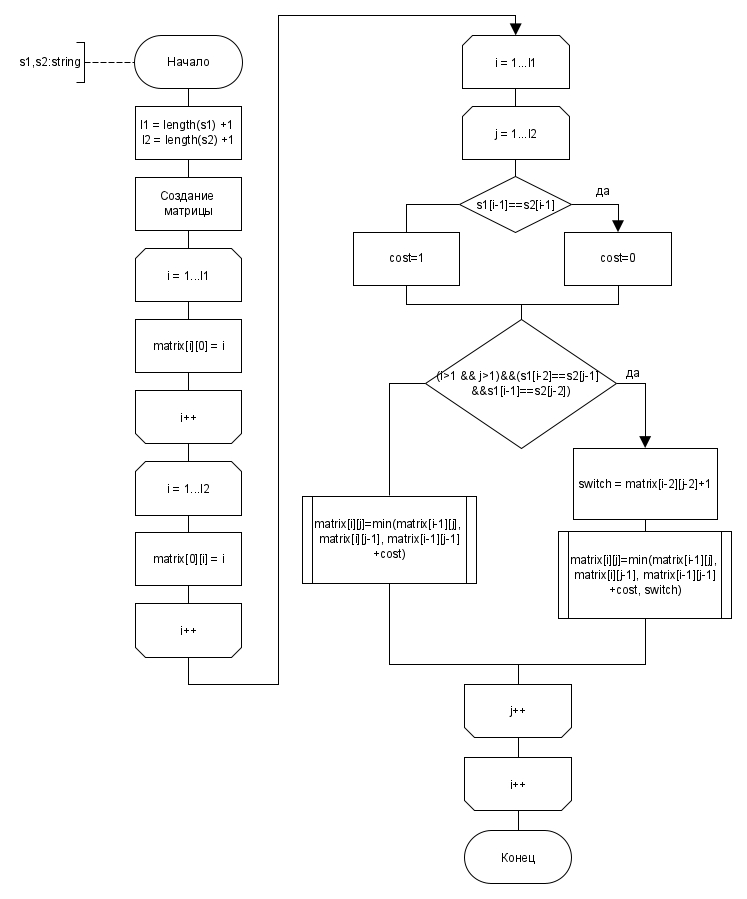 s1,s2:string
Начало
l1 = length(s1) +1
l2 = length(s2) +1
Создание
матрицы
i = 1...l1
matrix[i][0] = i
i++
i = 1...l2
matrix[0][i] = i
i++
i = 1...l1
j = 1...l2
s1[i-1]==s2[i-1]
да
cost=1
cost=0
(i>1 && j>1)&&(s1[i-2]==s2[j-1]
&&s1[i-1]==s2[j-2])
да
switch = matrix[i-2][j-2]+1
matrix[i][j]=min(matrix[i-1][j],
matrix[i][j-1], matrix[i-1][j-1]
+cost)
matrix[i][j]=min(matrix[i-1][j],
matrix[i][j-1], matrix[i-1][j-1]
+cost, switch)
j++
i++
Конец